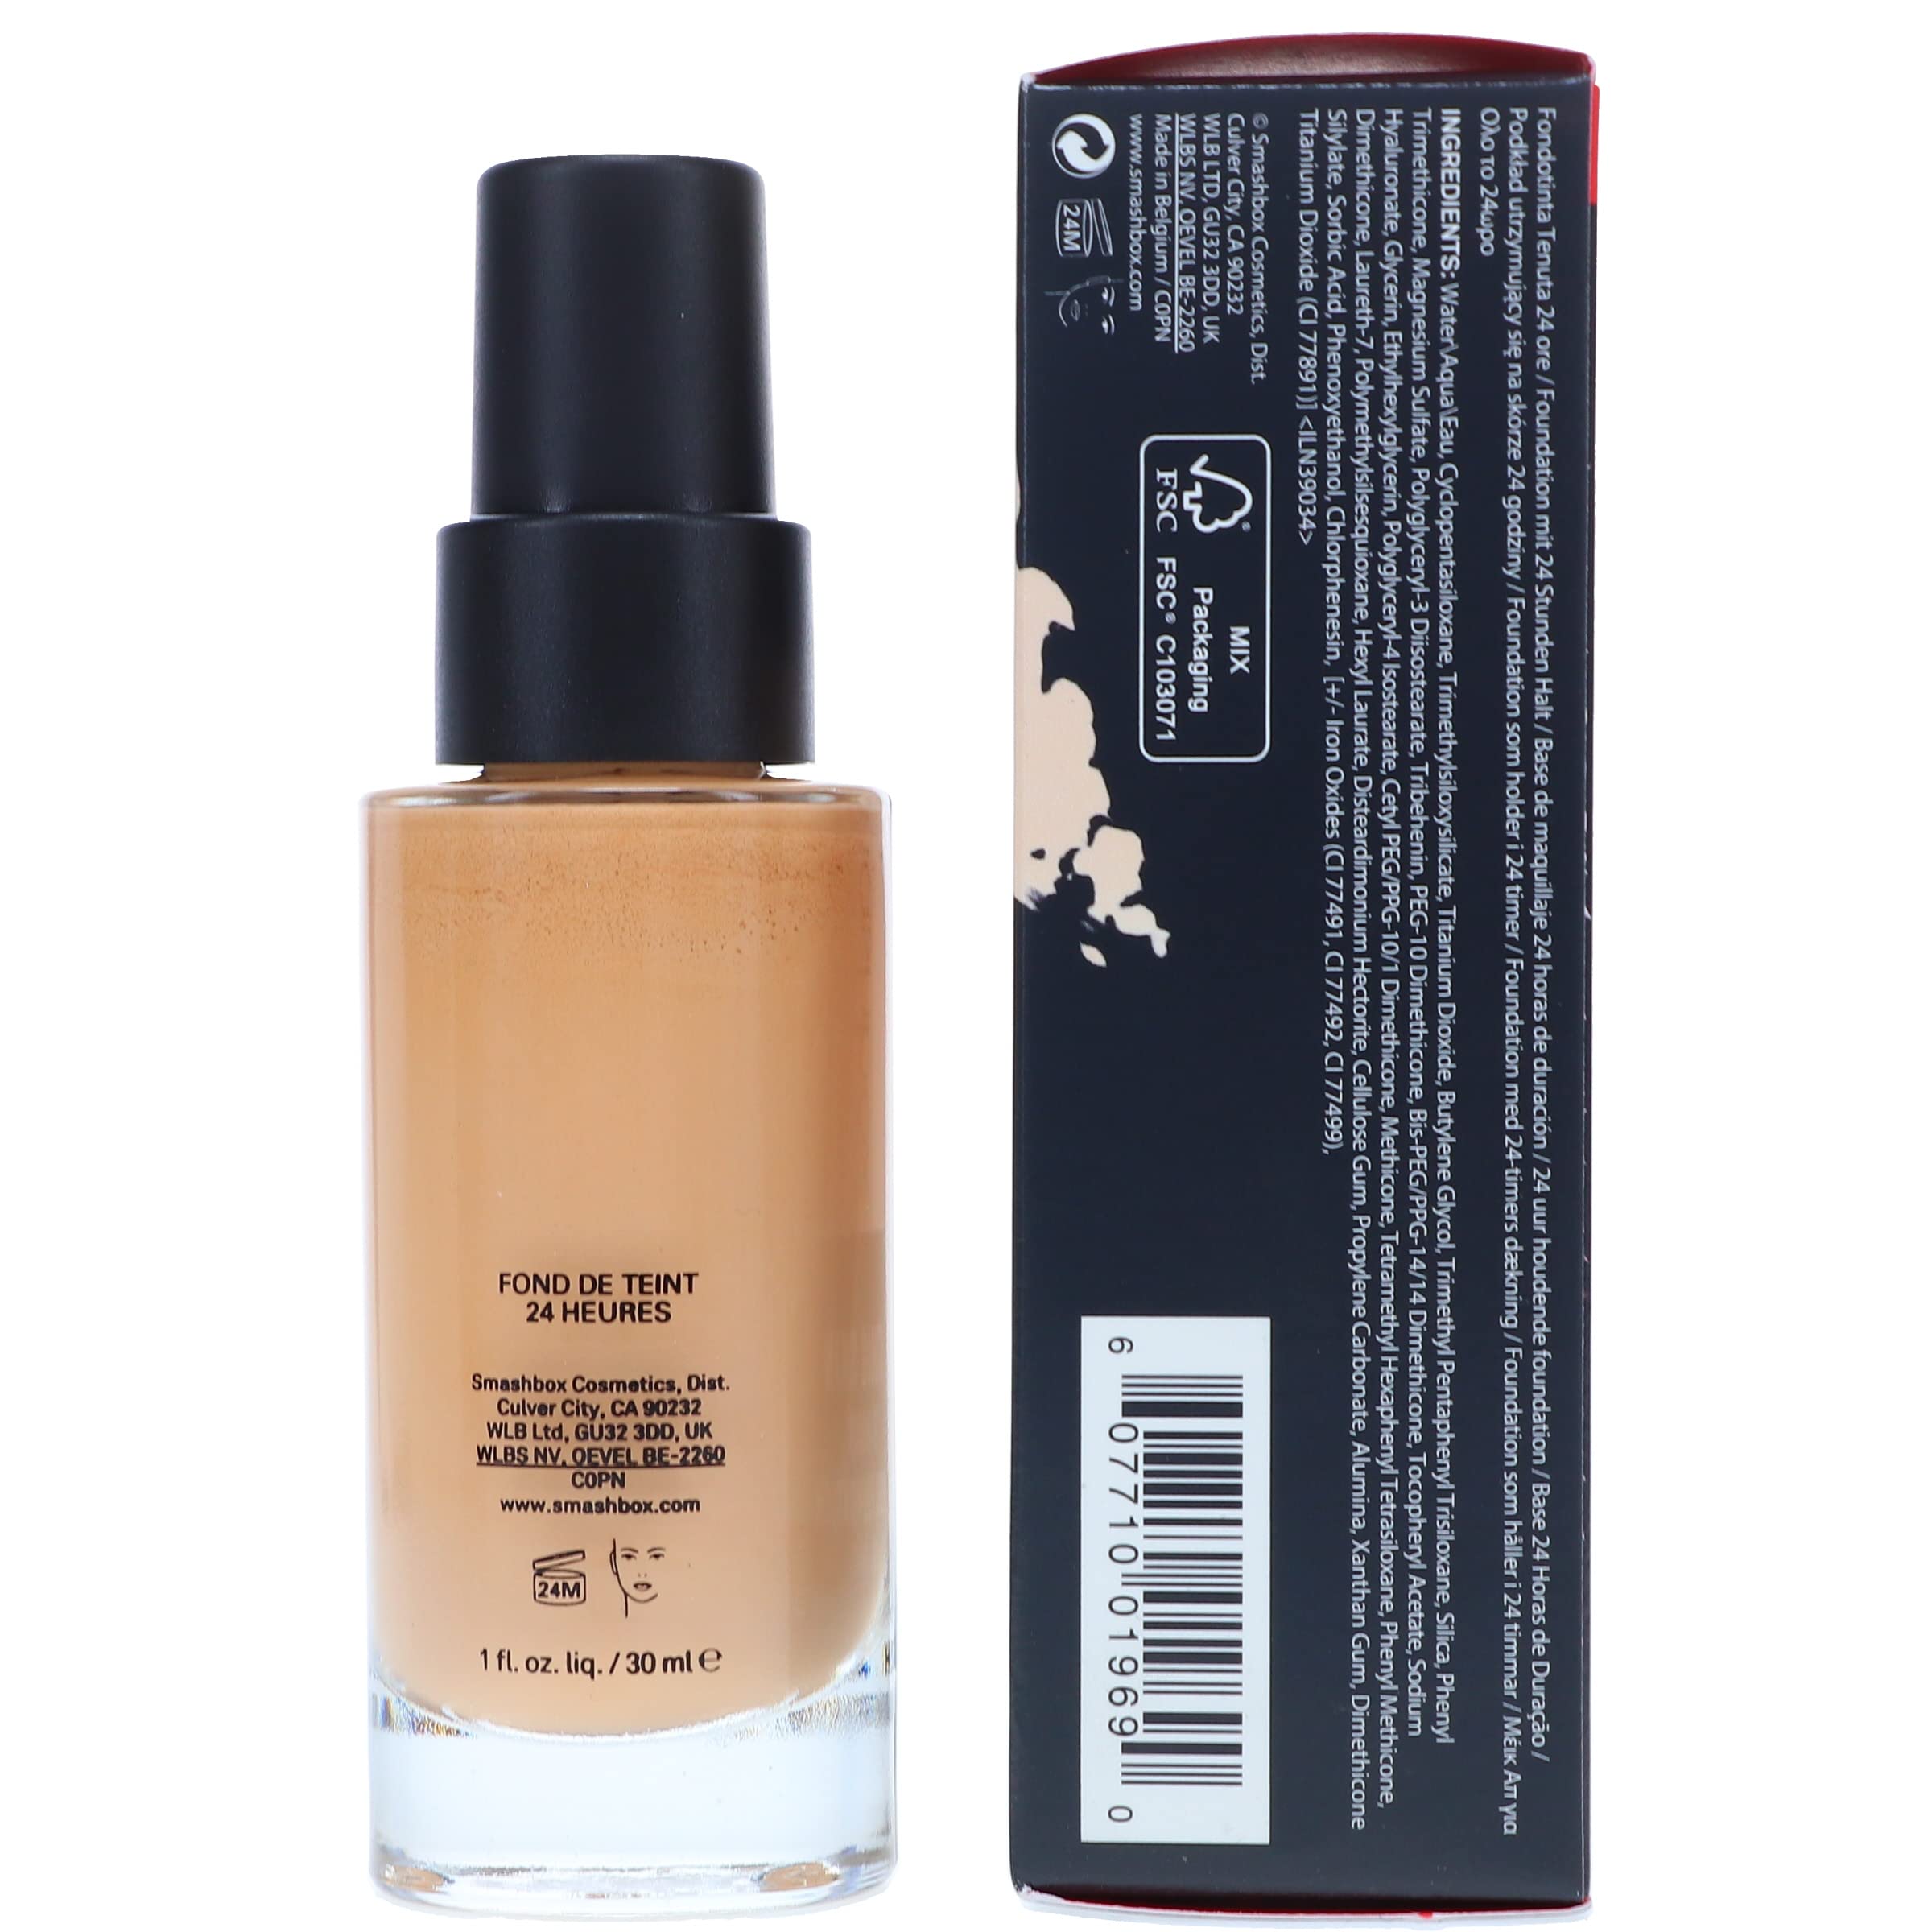 FOND DE TEINT
24 HEURES
Smashbox Cosmetics, Dist.
Culver City, CA 90232
WLB Ltd, GU32 3DD, UK
WLBS NV, OEVEL BE-2260
C0PN
www.smashbox.com
24M
1 fl. oz. liq. / 30 ml ℮
Fondotinta Tenuta 24 ore / Foundation mit 24 Stunden Halt / Base de maquillaje 24 horas de duración / 24 uur houdende foundation / Base 24 Horas de Duração /
Podkład utrzymujący się na skórze 24 godziny / Foundation som holder i 24 timer / Foundation med 24-timers dækning / Foundation som håller i 24 timmar / Μέικ Απ για
Ολο το 24ωρο
INGREDIENTS: Water\Aqua\Eau, Cyclopentasiloxane, Trimethylsiloxysilicate, Titanium Dioxide, Butylene Glycol, Trimethyl Pentaphenyl Trisiloxane, Silica, Phenyl
Trimethicone, Magnesium Sulfate, Polyglyceryl-3 Diisostearate, Tribehenin, PEG-10 Dimethicone, Bis-PEG/PPG-14/14 Dimethicone, Tocopheryl Acetate, Sodium
Hyaluronate, Glycerin, Ethylhexylglycerin, Polyglyceryl-4 Isostearate, Cetyl PEG/PPG-10/1 Dimethicone, Methicone, Tetramethyl Hexaphenyl Tetrasiloxane, Phenyl Methicone,
Dimethicone, Laureth-7, Polymethylsilsesquioxane, Hexyl Laurate, Disteardimonium Hectorite, Cellulose Gum, Propylene Carbonate, Alumina, Xanthan Gum, Dimethicone
Silylate, Sorbic Acid, Phenoxyethanol, Chlorphenesin, [+/- Iron Oxides (CI 77491, CI 77492, CI 77499),
Titanium Dioxide (CI 77891)] <ILN39034>
© Smashbox Cosmetics, Dist.
Culver City, CA 90232
WLB LTD, GU32 3DD, UK
WLBS NV, OEVEL BE-2260
Made in Belgium / C0PN
www.smashbox.com
24M
MIX
Packaging
FSC FSC® C103071
6 07710 01969 0